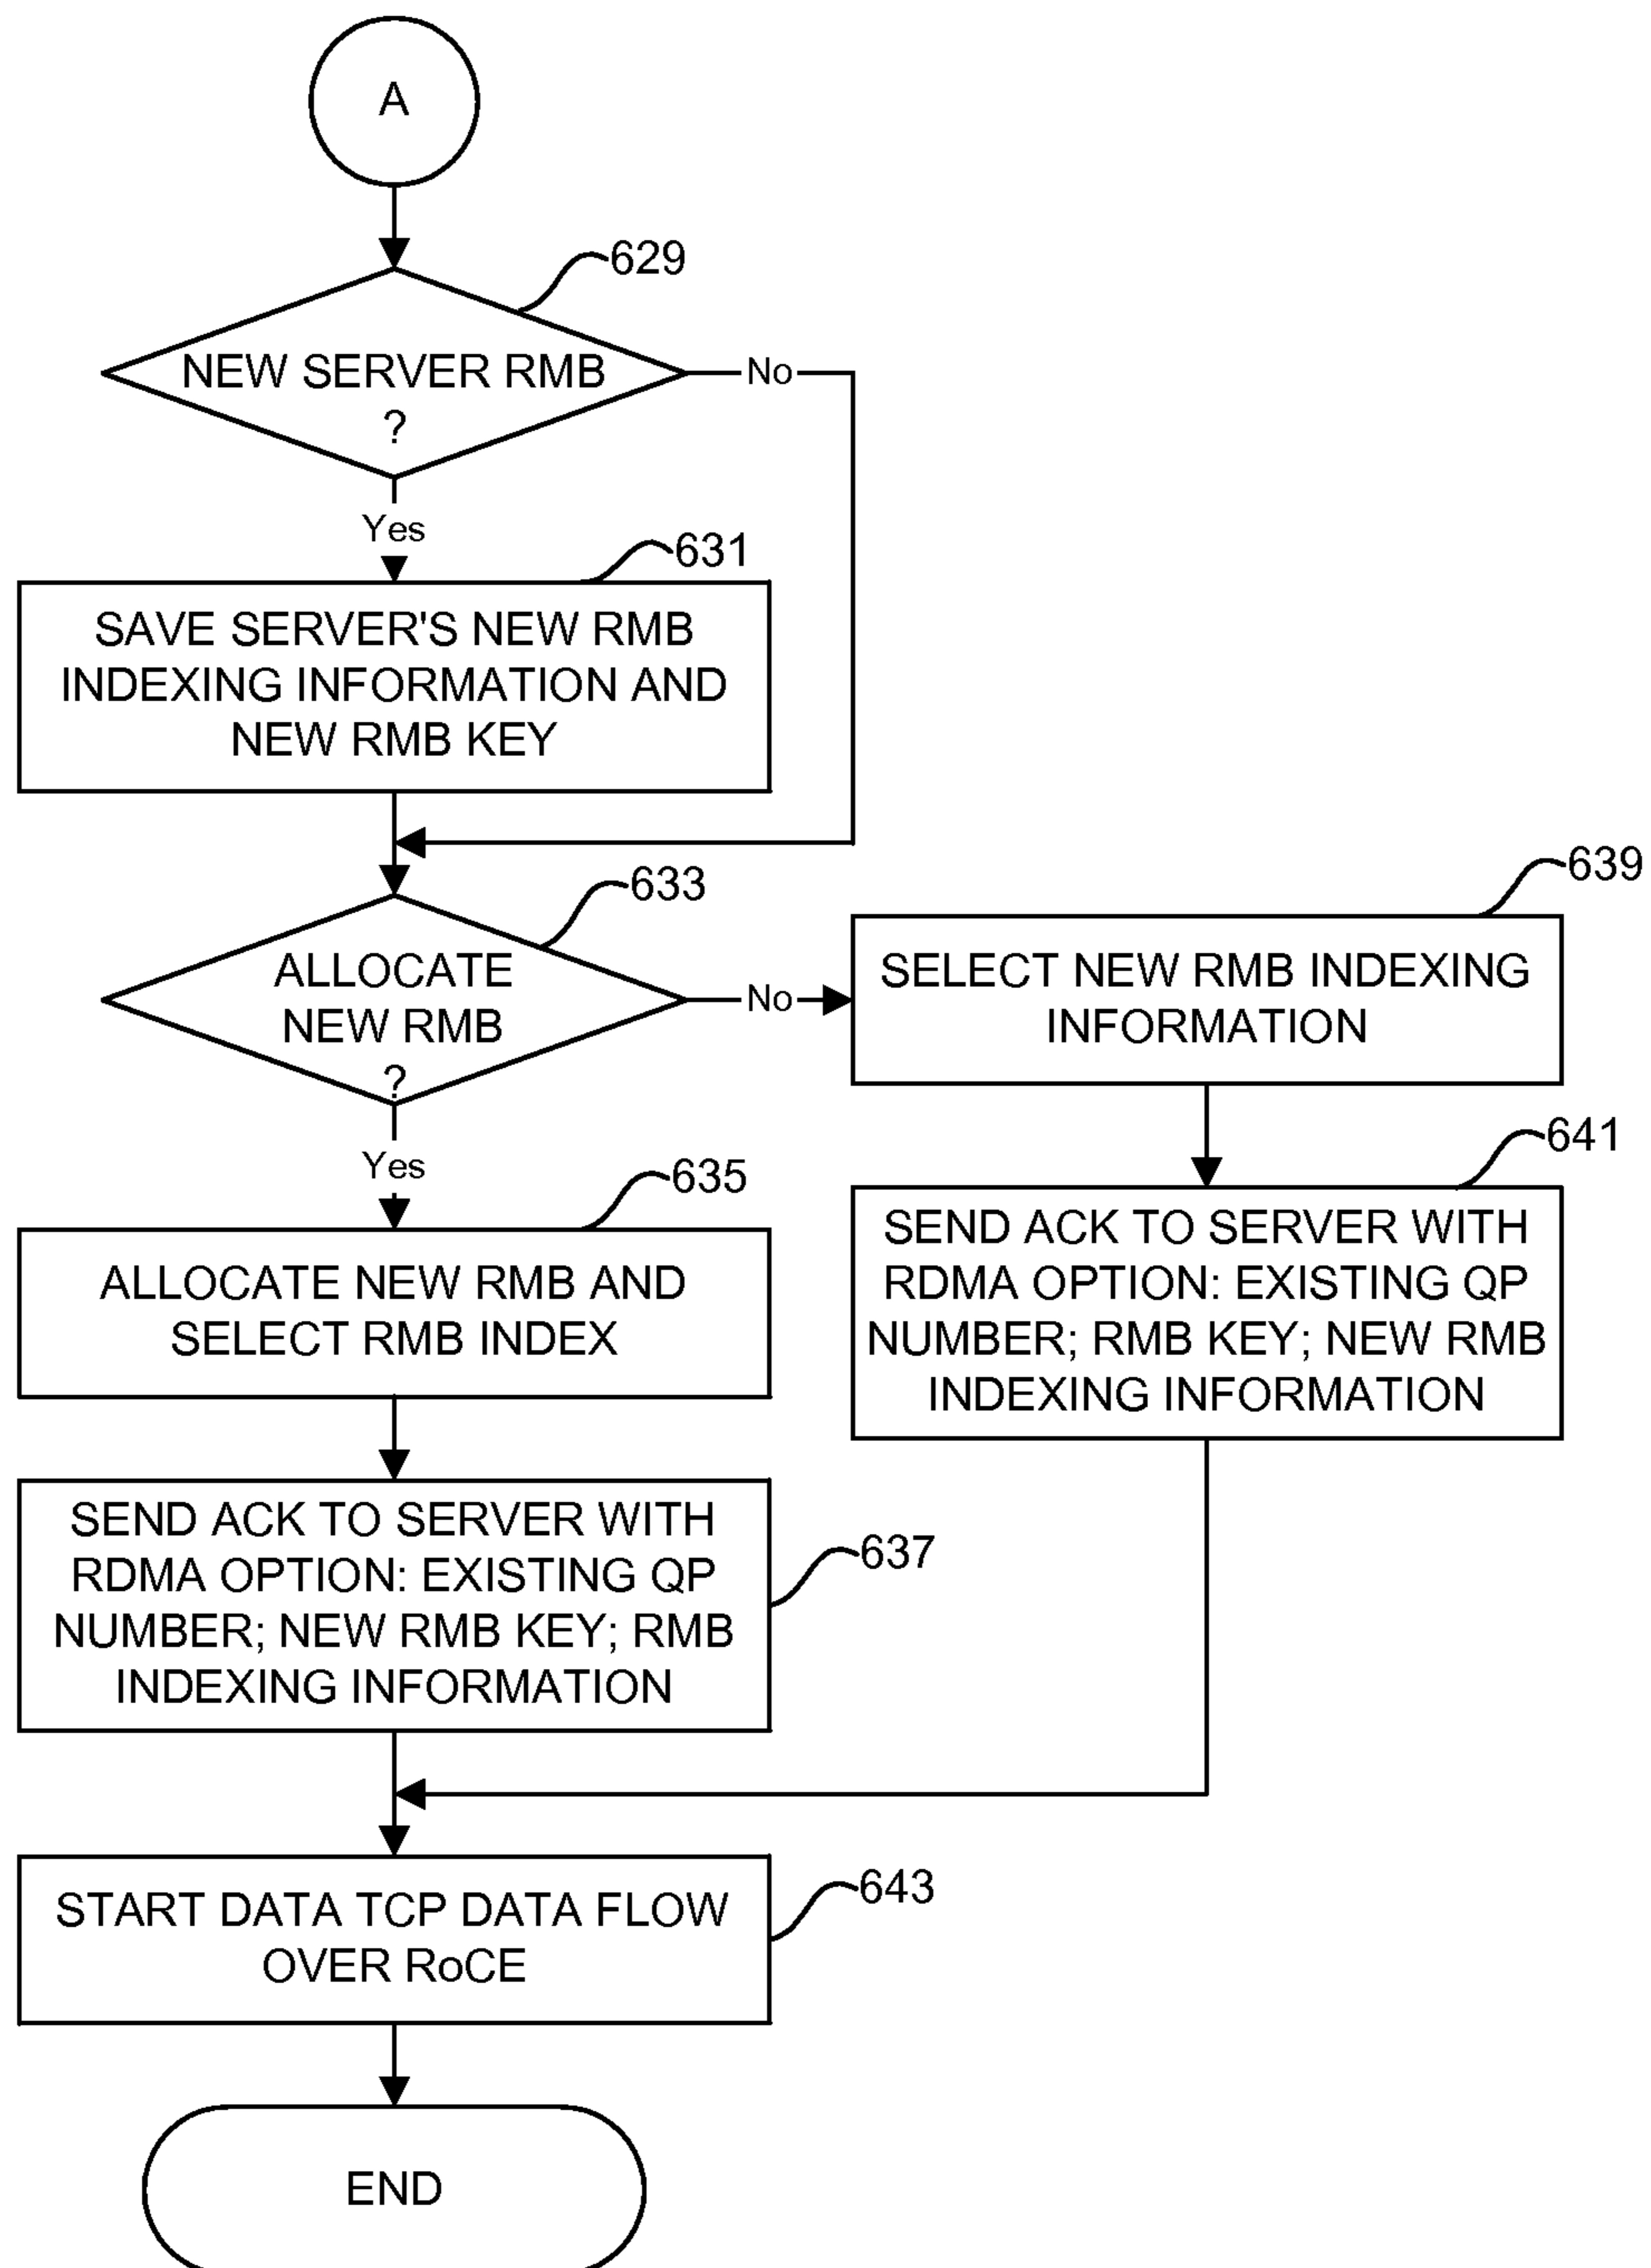 A
629
NEW SERVER RMB
?
No
Yes
631
SAVE SERVER'S NEW RMB
INDEXING INFORMATION AND
NEW RMB KEY
633
ALLOCATE
NEW RMB
?
No
Yes
639
SELECT NEW RMB INDEXING
INFORMATION
641
SEND ACK TO SERVER WITH
RDMA OPTION: EXISTING QP
NUMBER; RMB KEY; NEW RMB
INDEXING INFORMATION
635
ALLOCATE NEW RMB AND
SELECT RMB INDEX
637
SEND ACK TO SERVER WITH
RDMA OPTION: EXISTING QP
NUMBER; NEW RMB KEY; RMB
INDEXING INFORMATION
643
START DATA TCP DATA FLOW
OVER RoCE
END